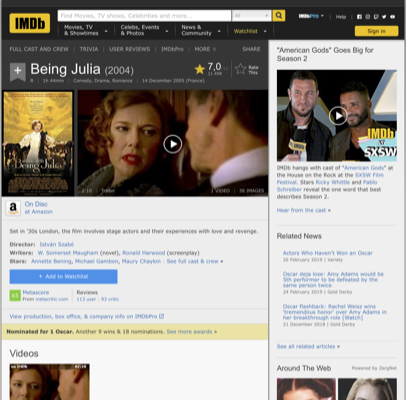 IMDb
Find Movies, TV shows, Celebrities and more...
All
IMDbPro
Help
Movies, TV
& Showtimes
Celebs, Events
& Photos
News &
Community
Watchlist
Sign in
FULL CAST AND CREW | TRIVIA | USER REVIEWS | IMDbPro | MORE
SHARE
Being Julia (2004)
7,0
Rate
This
1h 44min | Comedy, Drama, Romance | 14 December 2005 (France)
Being Julia
2:10 | Trailer
1 VIDEO | 38 IMAGES
On Disc
at Amazon
Set in '30s London, the film involves stage actors and their experiences with love and revenge.
Director: István Szabó
Writers: W. Somerset Maugham (novel), Ronald Harwood (screenplay)
Stars: Annette Bening, Michael Gambon, Maury Chaykin | See full cast & crew »
+ Add to Watchlist
Metascore
From metacritic.com
Reviews
113 user | 93 critic
View production, box office, & company info on IMDbPro
Nominated for 1 Oscar. Another 9 wins & 18 nominations. See more awards »
Videos
"American Gods" Goes Big for
Season 2
IMDb
at
SXSW
IMDb hangs with cast of "American Gods" at
the House on the Rock at the SXSW Film
Festival. Stars Ricky Whittle and Pablo
Schreiber reveal the one word that best
describes Season 2.
Hear from the cast »
Related News
Actors Who Haven't Won an Oscar
26 February 2019 | Variety
Oscar deja lose: Amy Adams would be
5th performer to be defeated by the
same person twice
24 February 2019 | Gold Derby
Oscar flashback: Rachel Weisz wins
'tremendous honor' over Amy Adams in
her breakthrough role [Watch]
21 December 2018 | Gold Derby
See all related articles »
Around The Web
Powered by ZergNet